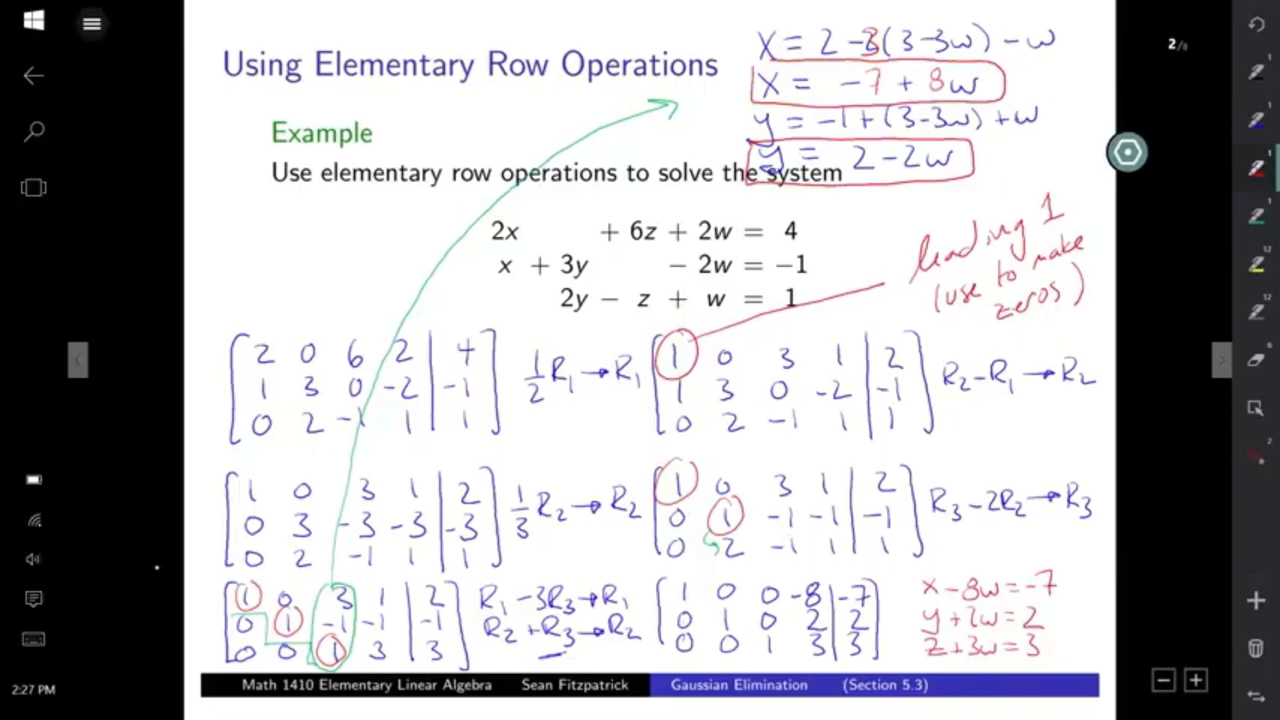 Using Elementary Row Operations
x = 2 - 3(3-3w) - w
x = -7 + 8w
y = -1 + (3-3w) + w
y = 2 - 2w
2/8
Example
Use elementary row operations to solve the system
2x + 6z + 2w = 4
x + 3y - 2w = -1
2y - z + w = 1
leading 1
(use to make
zeros)
2 0 6 2 | 4
1 3 0 -2 | -1
0 2 -1 1 | 1
1/2 R1 → R1
1 0 3 1 | 2
1 3 0 -2 | -1
0 2 -1 1 | 1
R2 - R1 → R2
1 0 3 1 | 2
0 3 -3 -3 | -3
0 2 -1 1 | 1
1/3 R2 → R2
1 0 3 1 | 2
0 1 -1 -1 | -1
0 2 -1 1 | 1
R3 - 2R2 → R3
1 0 3 1 | 2
0 1 -1 -1 | -1
0 0 1 3 | 3
R1 - 3R3 → R1
R2 + R3 → R2
1 0 0 -8 | -7
0 1 0 2 | 2
0 0 1 3 | 3
x - 8w = -7
y + 2w = 2
z + 3w = 3
2:27 PM
Math 1410 Elementary Linear Algebra Sean Fitzpatrick Gaussian Elimination (Section 5.3)